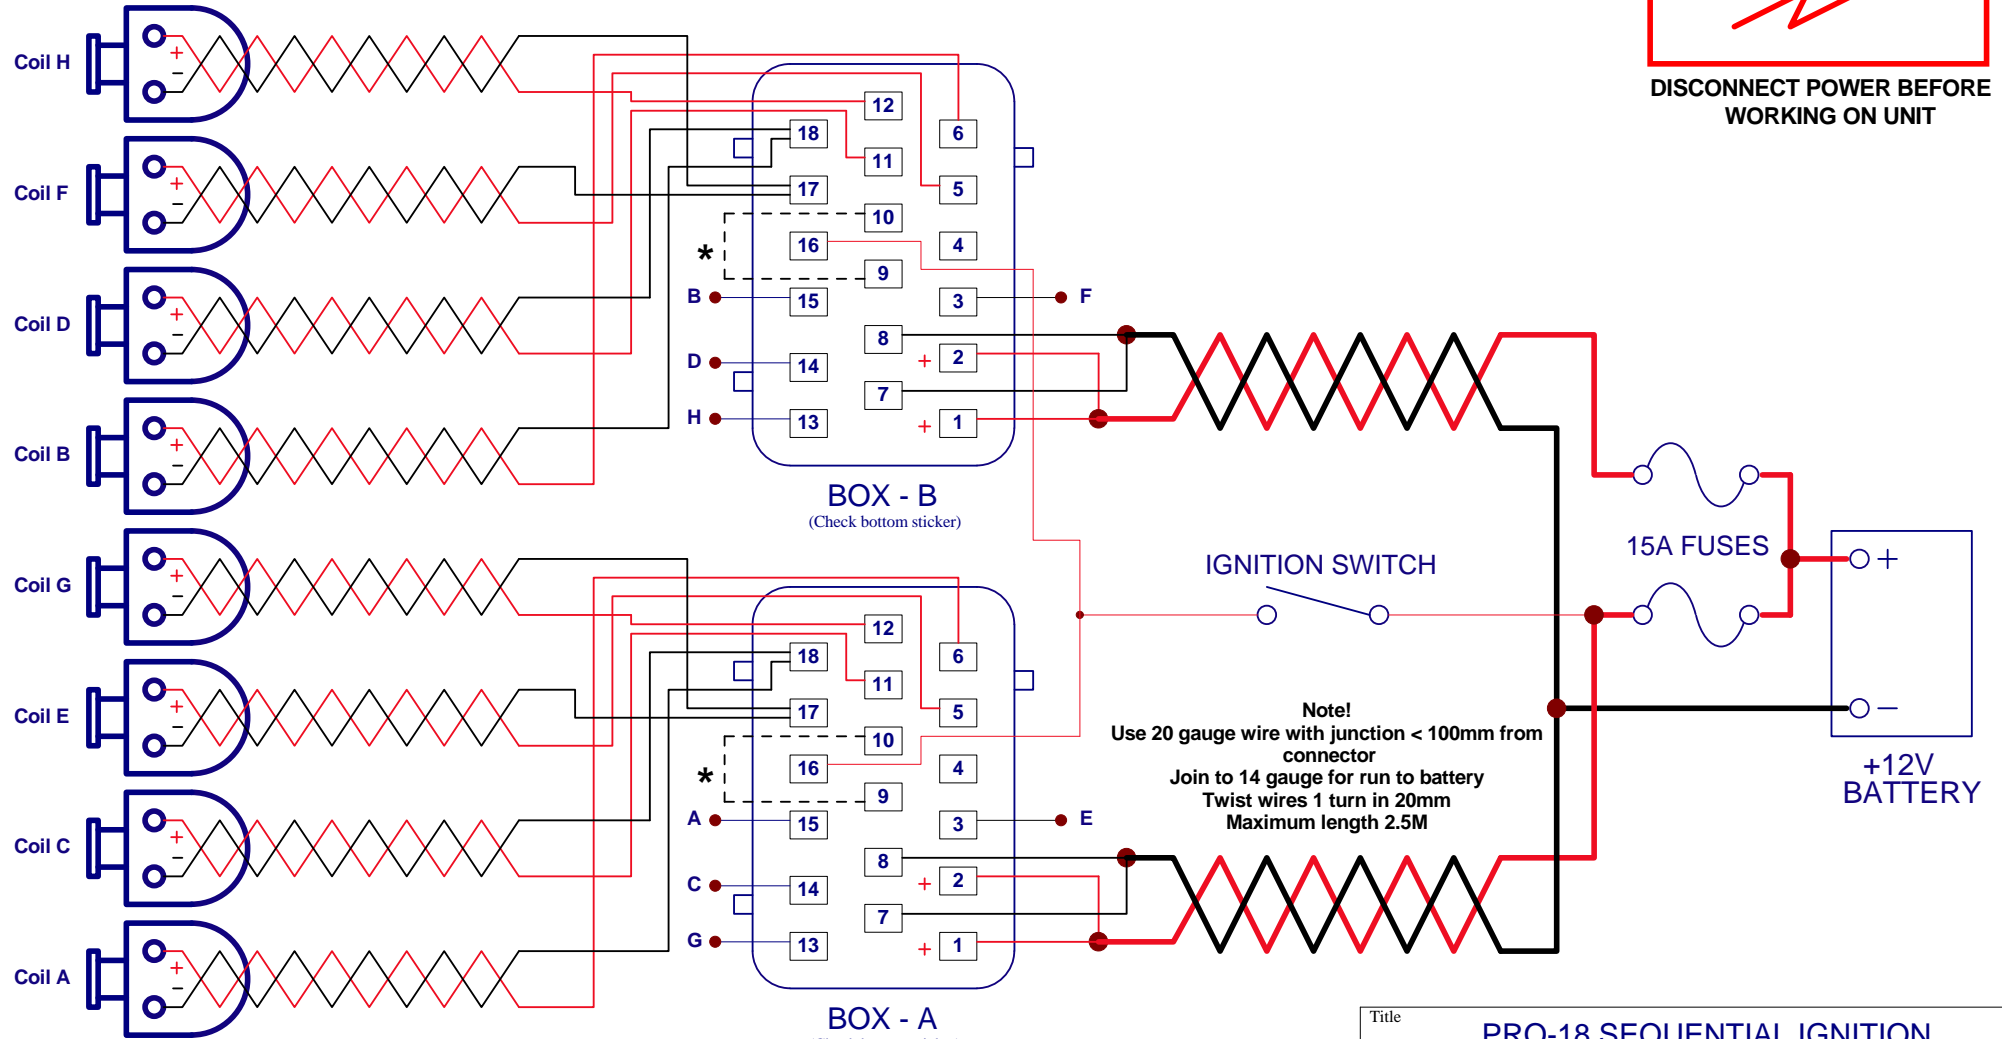 DISCONNECT POWER BEFORE
WORKING ON UNIT
Coil H
+
−
Coil F
+
−
Coil D
+
−
Coil B
+
−
12
18
6
11
17
5
10
16
4
*
9
B
15
3
F
8
+
2
D
14
7
H
13
+
1
BOX - B
(Check bottom sticker)
Coil G
+
−
Coil E
+
−
Coil C
+
−
Coil A
+
−
12
18
6
11
17
5
10
16
4
*
9
A
15
3
E
8
+
2
C
14
7
G
13
+
1
BOX - A
IGNITION SWITCH
15A FUSES
+
−
+12V
BATTERY
Note!
Use 20 gauge wire with junction < 100mm from
connector
Join to 14 gauge for run to battery
Twist wires 1 turn in 20mm
Maximum length 2.5M
Title
PRO-18 SEQUENTIAL IGNITION